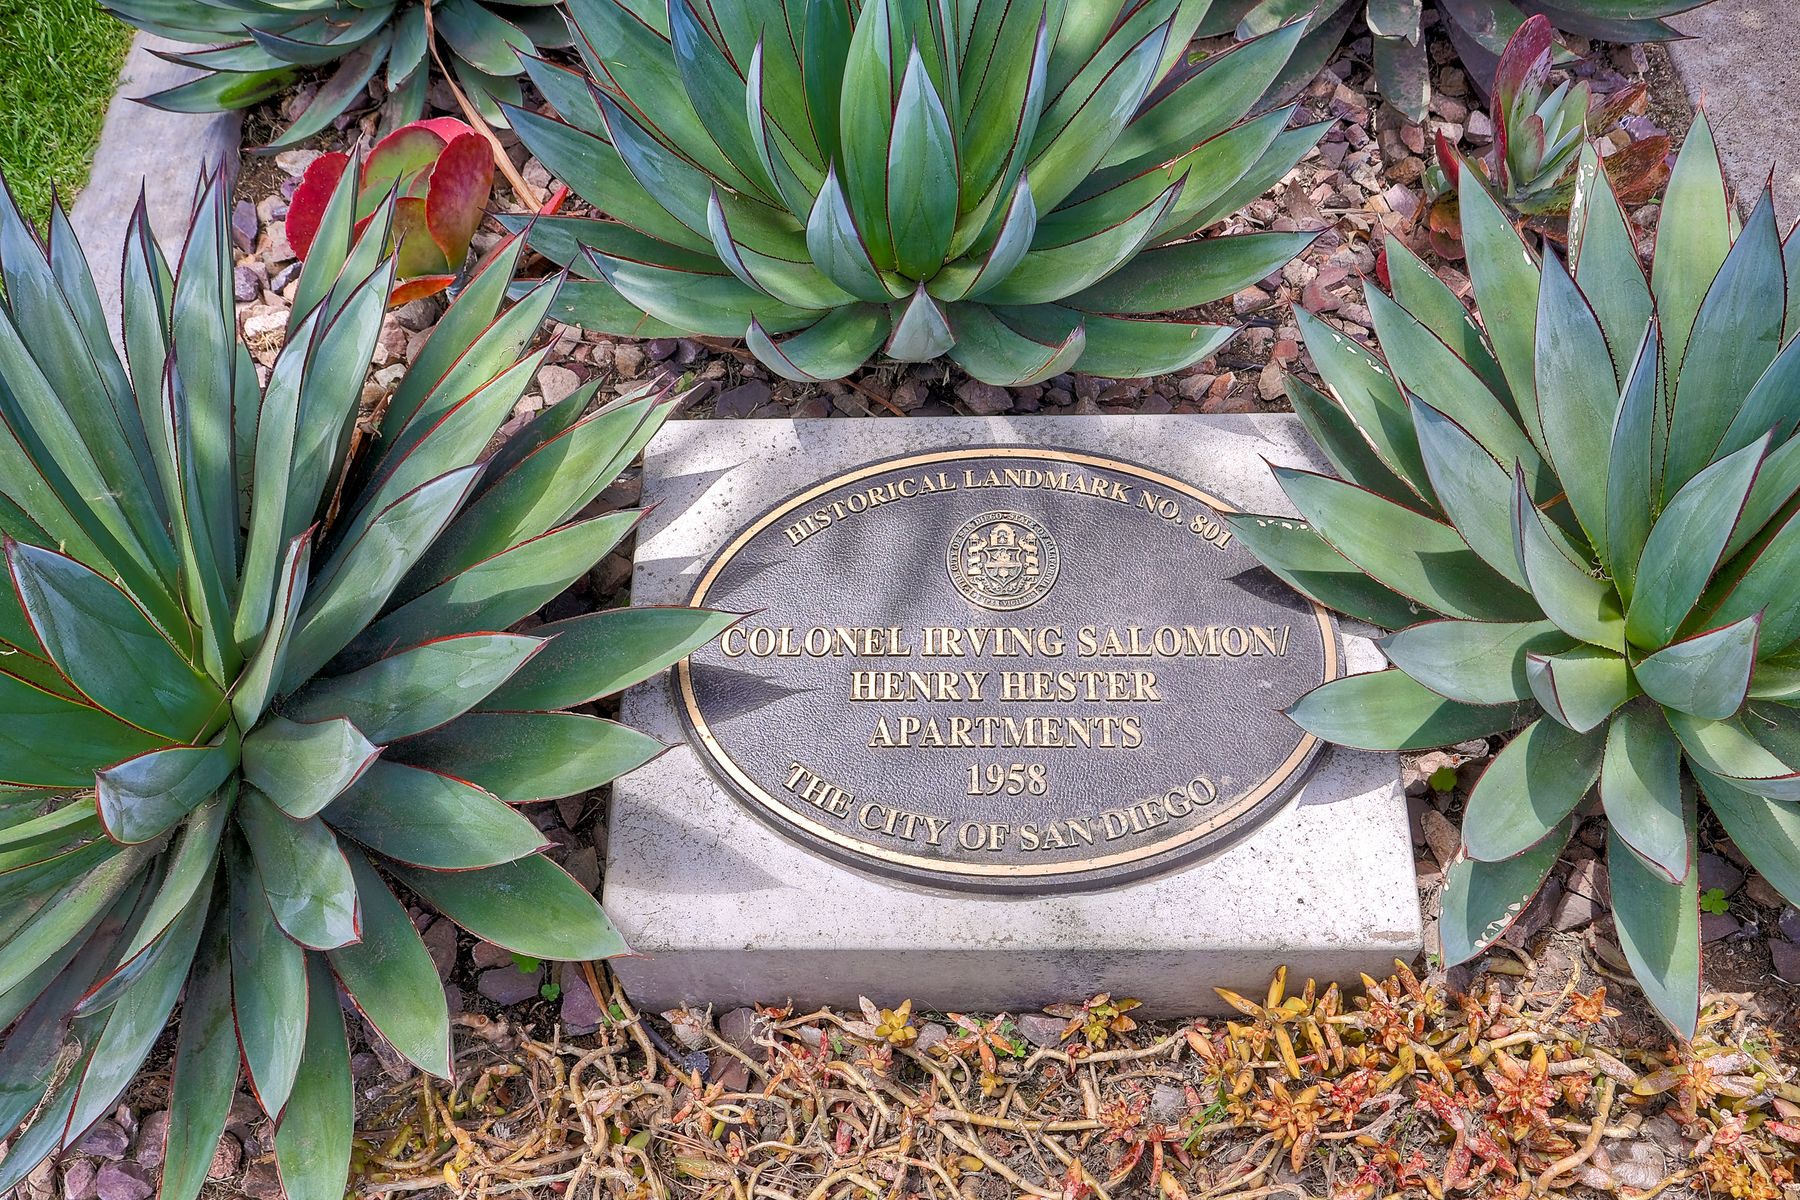 HISTORICAL LANDMARK NO. 801
COLONEL IRVING SALOMON/
HENRY HESTER
APARTMENTS
1958
THE CITY OF SAN DIEGO